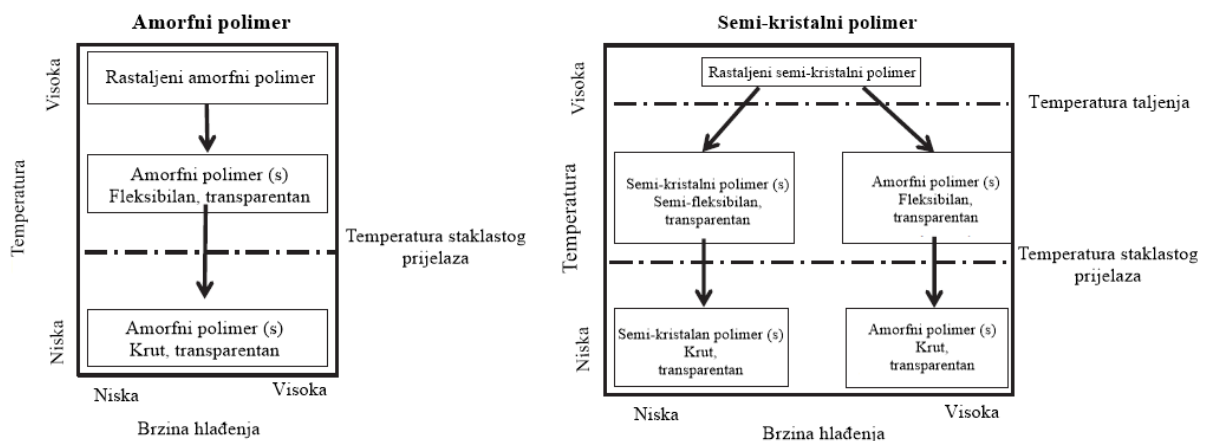 Amorfni polimer
Visoka
Temperatura
Niska
Rastaljeni amorfni polimer
Amorfni polimer (s)
Fleksibilan, transparentan
Temperatura staklastog
prijelaza
Amorfni polimer (s)
Krut, transparentan
Niska
Visoka
Brzina hlađenja
Semi-kristalni polimer
Visoka
Temperatura
Niska
Rastaljeni semi-kristalni polimer
Temperatura taljenja
Semi-kristalni polimer (s)
Semi-fleksibilan,
transparentan
Amorfni polimer (s)
Fleksibilan,
transparentan
Temperatura staklastog
prijelaza
Semi-kristalan polimer (s)
Krut,
transparentan
Amorfni polimer (s)
Krut,
transparentan
Niska
Visoka
Brzina hlađenja